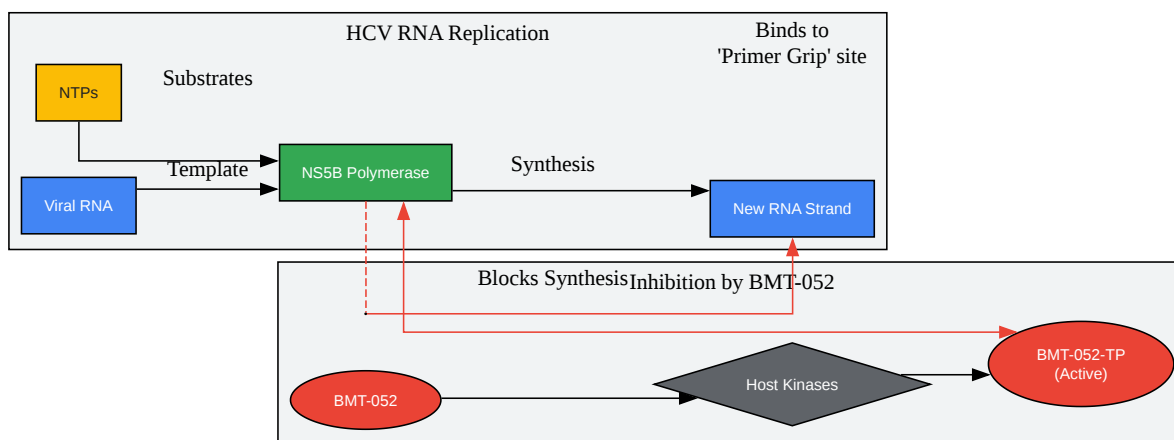 HCV RNA Replication
Binds to
'Primer Grip' site
Substrates
NTPs
Template
NS5B Polymerase
Synthesis
Viral RNA
New RNA Strand
Blocks Synthesis
Inhibition by BMT-052
BMT-052-TP
(Active)
Host Kinases
BMT-052